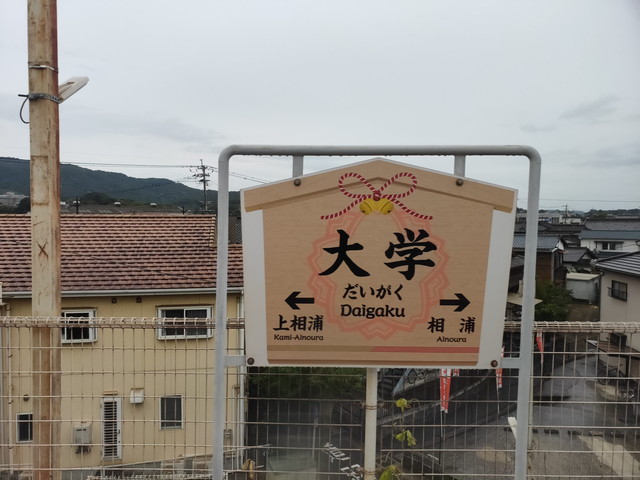 大学
だいがく
Daigaku
← →
上相浦 相浦
Kami-Ainoura Ainoura